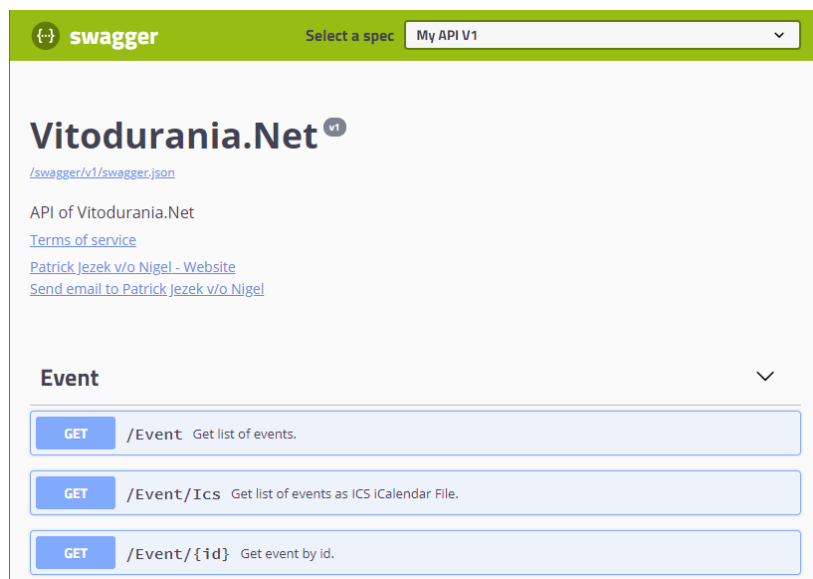 {··} swagger Select a spec My API V1
Vitodurania.Net v1
/swagger/v1/swagger.json
API of Vitodurania.Net
Terms of service
Patrick Jezek v/o Nigel - Website
Send email to Patrick Jezek v/o Nigel
Event
GET /Event Get list of events.
GET /Event/Ics Get list of events as ICS iCalendar File.
GET /Event/{id} Get event by id.